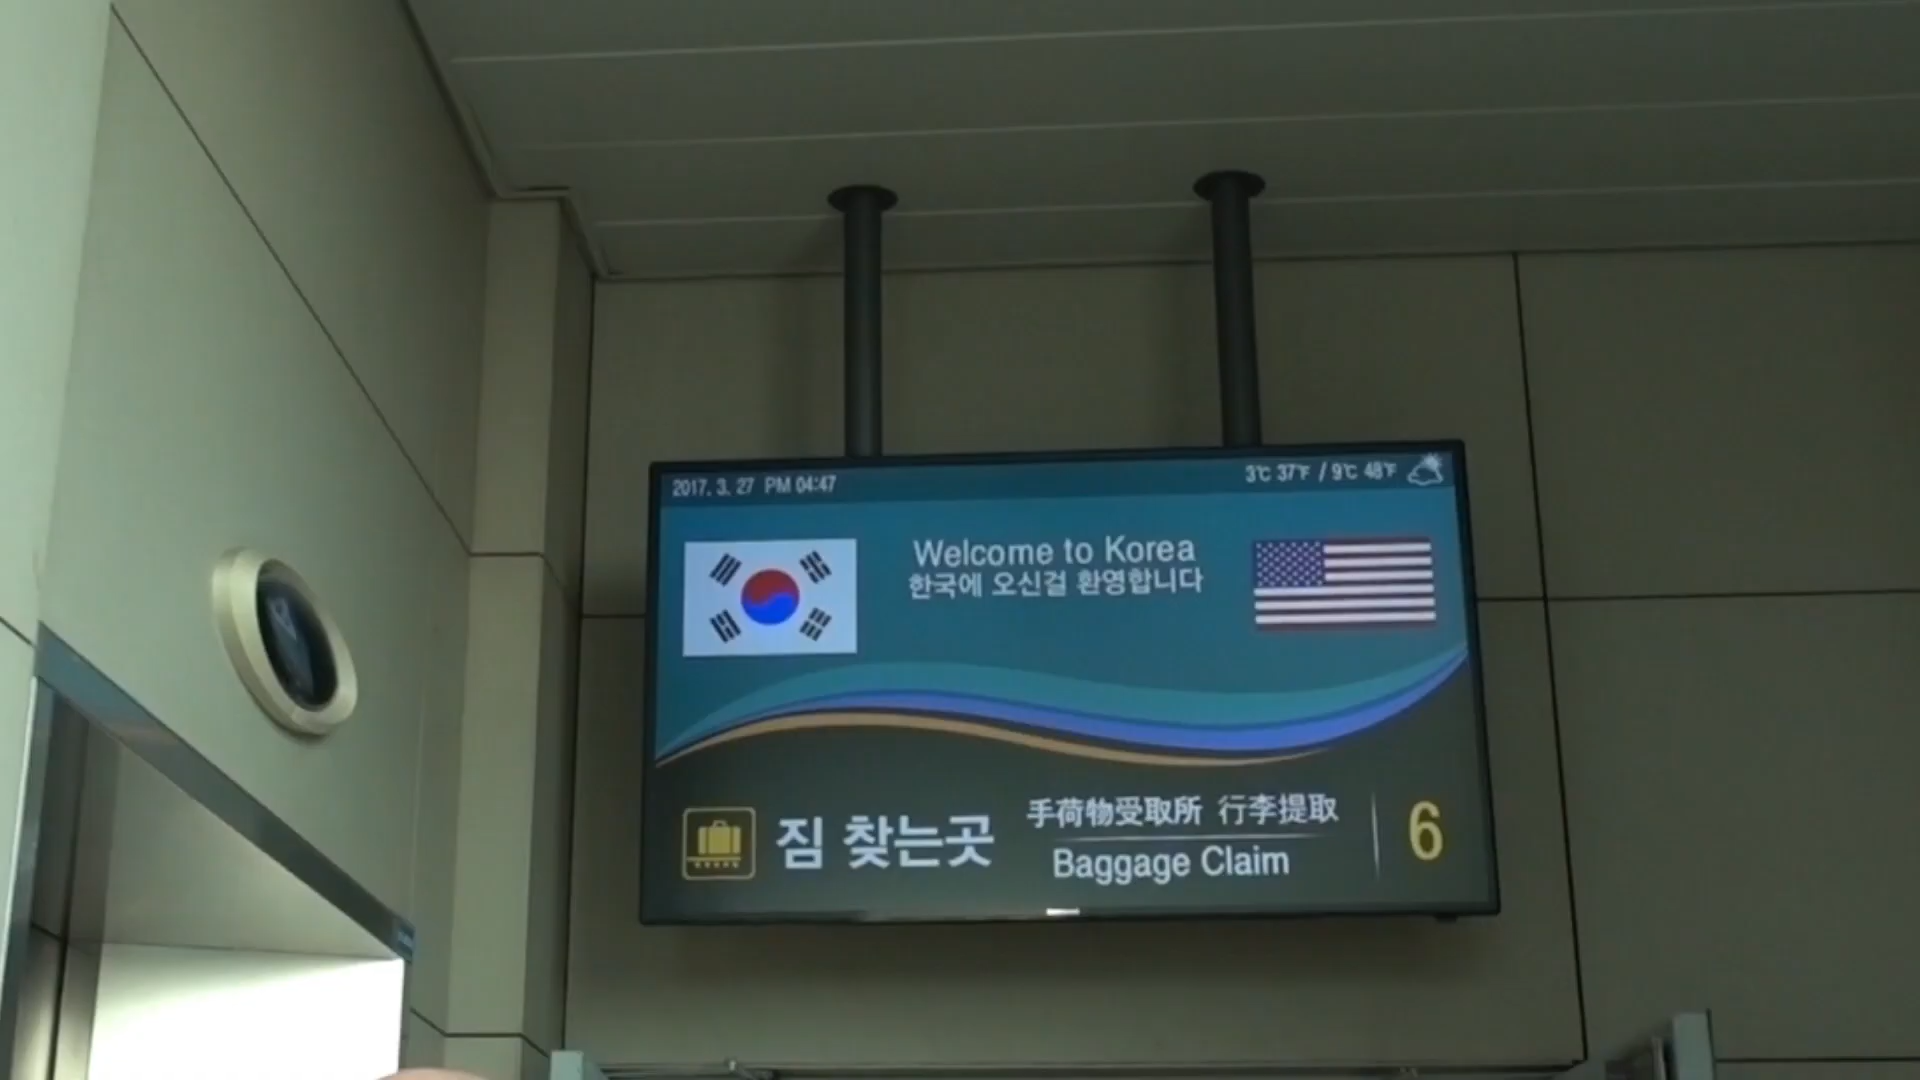 2017. 3. 27 PM 04:47
3℃ 37℉ / 9℃ 48℉
Welcome to Korea
한국에 오신걸 환영합니다
짐 찾는곳
手荷物受取所 行李提取
Baggage Claim
6